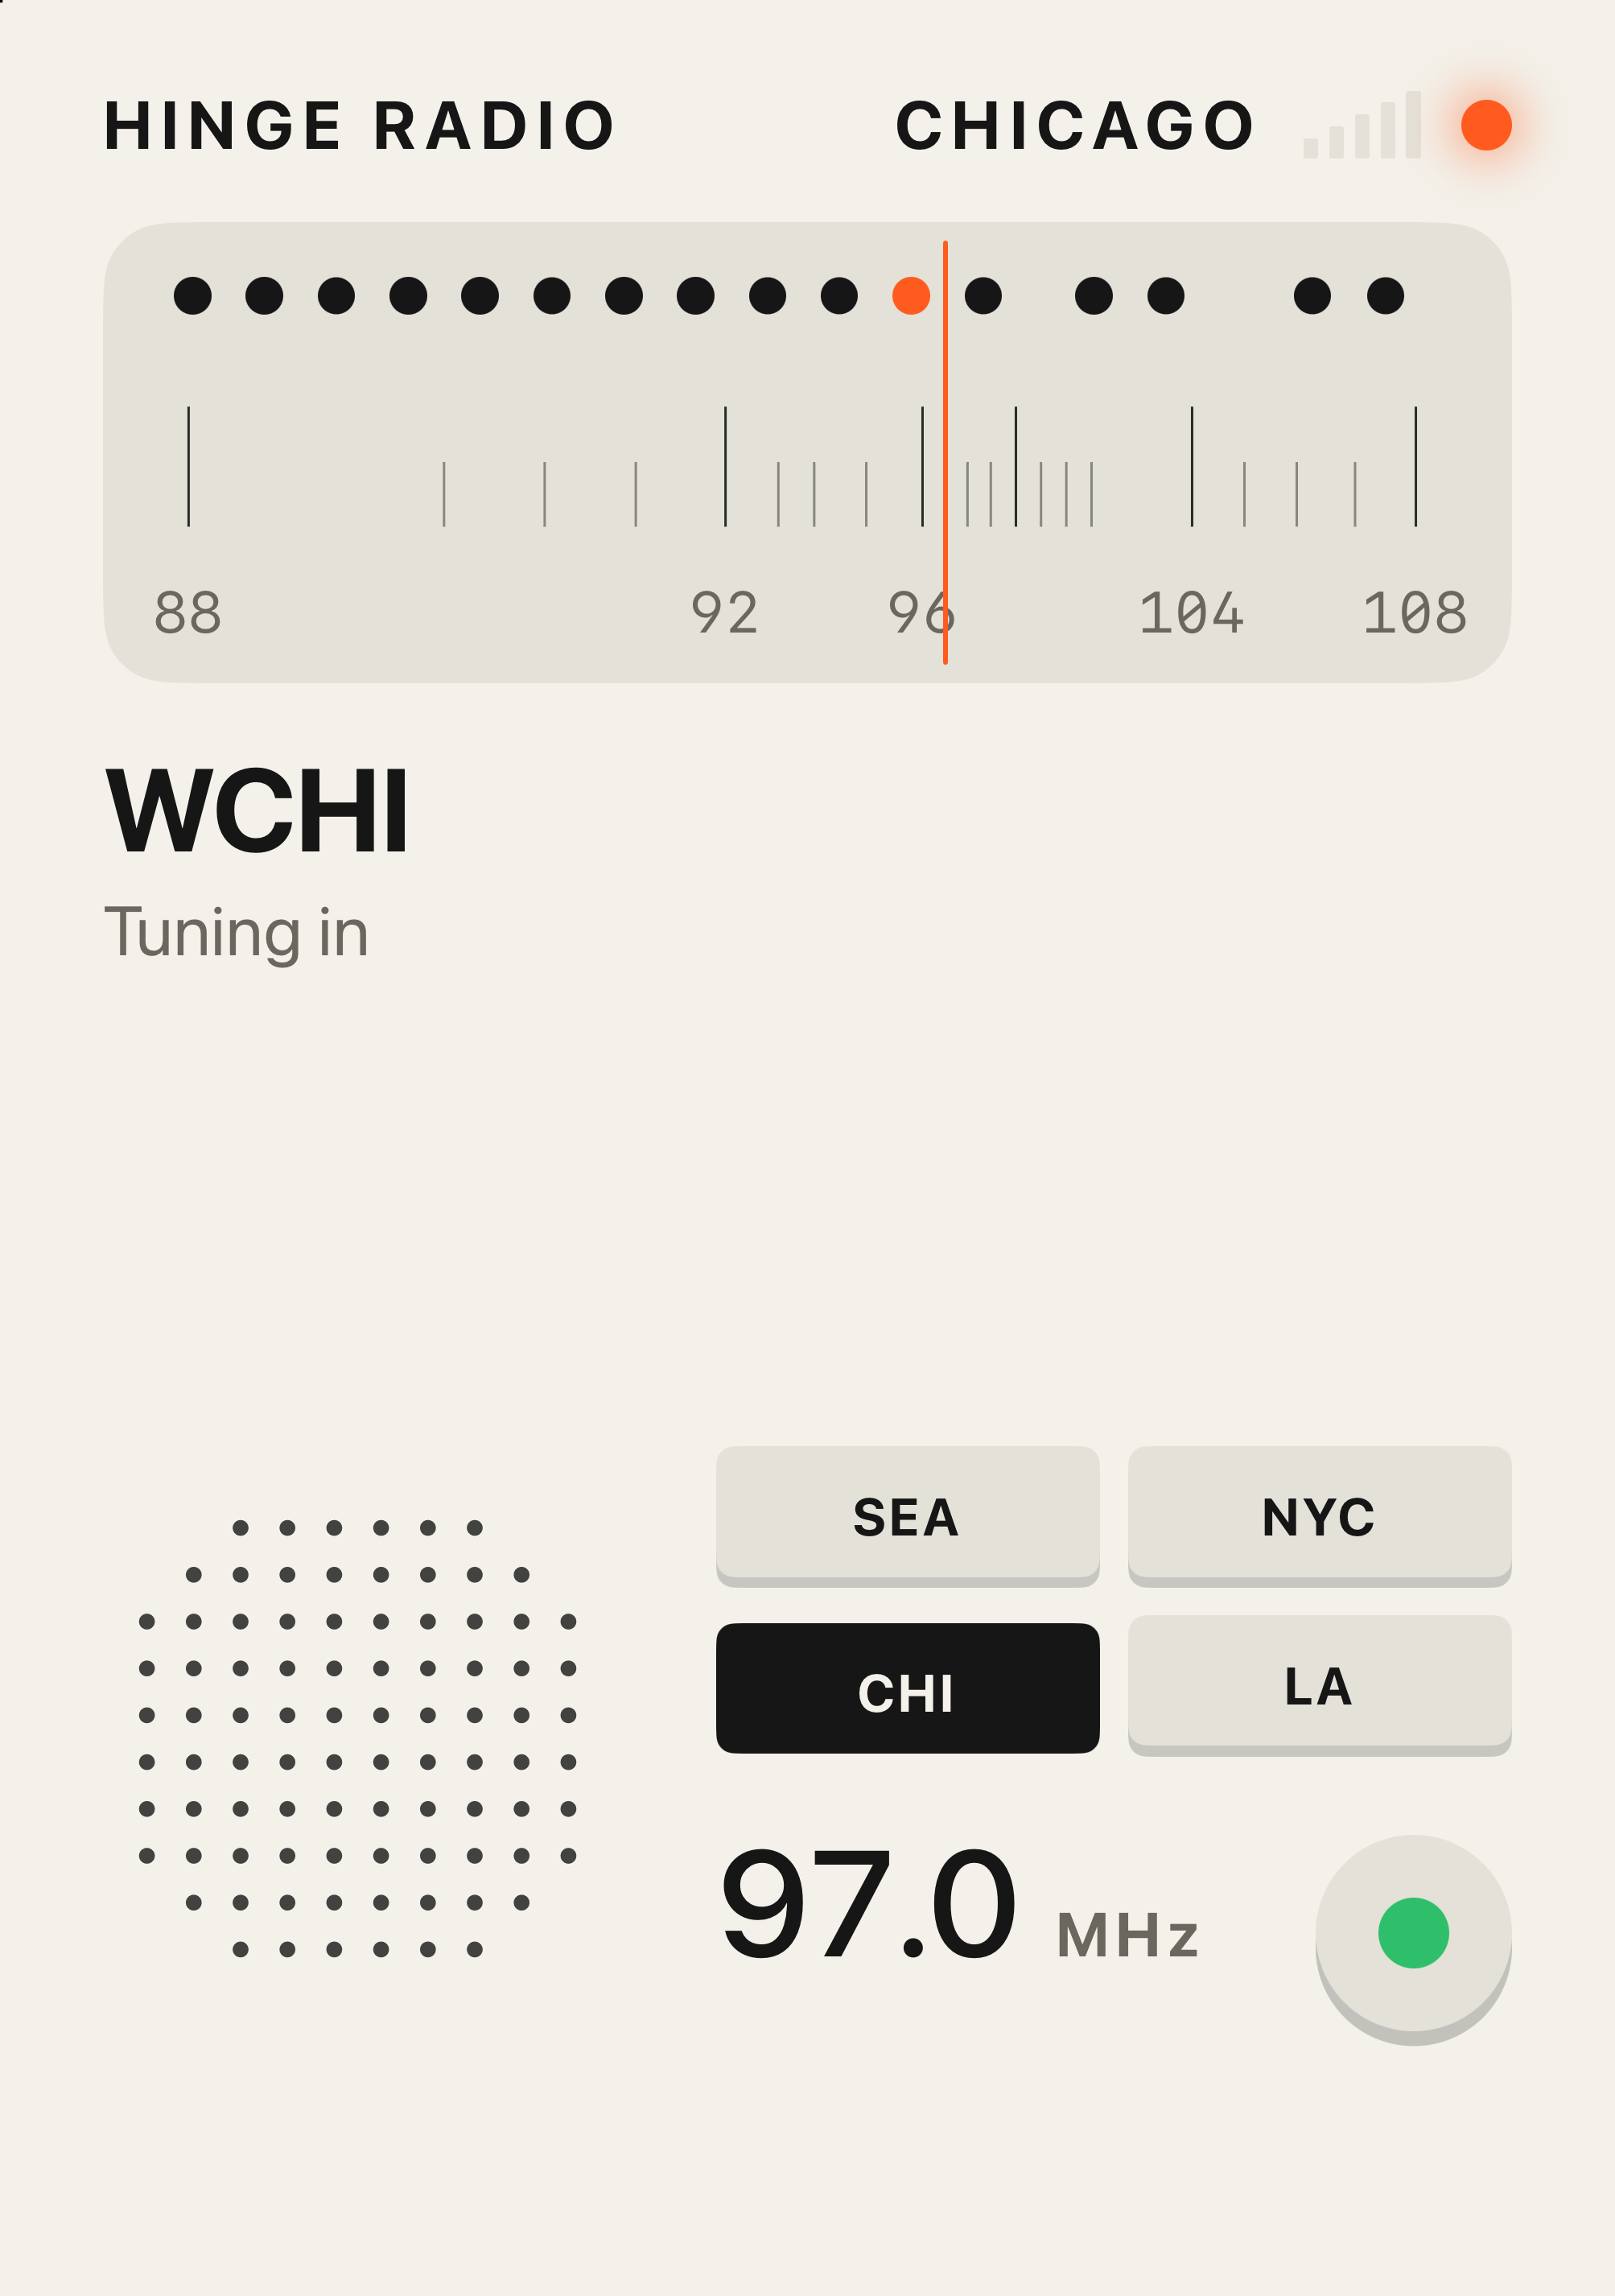 HINGE RADIO CHICAGO
88 92 96 104 108
WCHI
Tuning in
SEA NYC
CHI LA
97.0 MHz